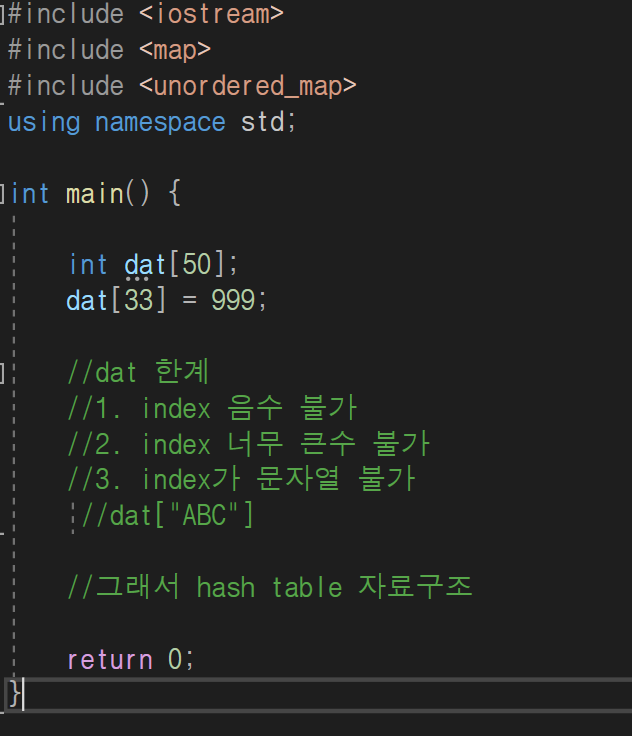 #include <iostream>
#include <map>
#include <unordered_map>
using namespace std;
int main() {
int dat[50];
dat[33] = 999;
//dat 한계
//1. index 음수 불가
//2. index 너무 큰수 불가
//3. index가 문자열 불가
//dat["ABC"]
//그래서 hash table 자료구조
return 0;
}